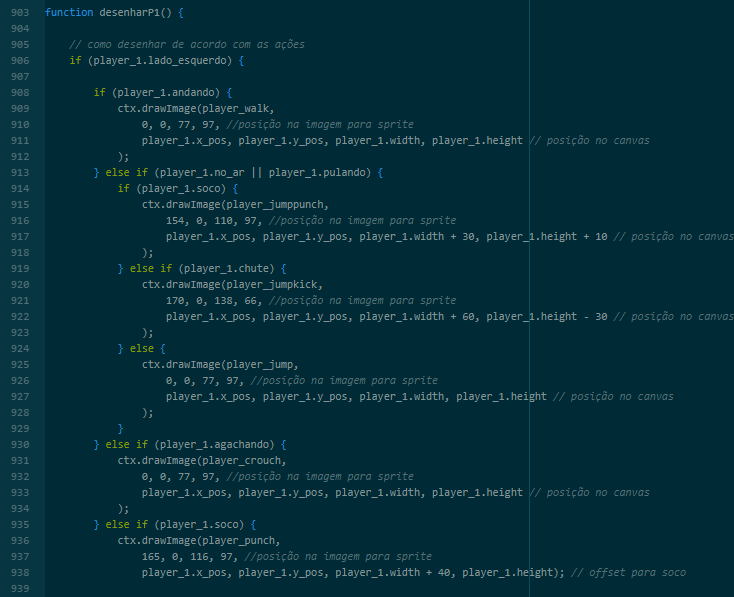 903 function desenharP1() {
904
905 // como desenhar de acordo com as ações
906 if (player_1.lado_esquerdo) {
907
908 if (player_1.andando) {
909 ctx.drawImage(player_walk,
910 0, 0, 77, 97, //posição na imagem para sprite
911 player_1.x_pos, player_1.y_pos, player_1.width, player_1.height // posição no canvas
912 );
913 } else if (player_1.no_ar || player_1.pulando) {
914 if (player_1.soco) {
915 ctx.drawImage(player_jumppunch,
916 154, 0, 110, 97, //posição na imagem para sprite
917 player_1.x_pos, player_1.y_pos, player_1.width + 30, player_1.height + 10 // posição no canvas
918 );
919 } else if (player_1.chute) {
920 ctx.drawImage(player_jumpkick,
921 170, 0, 138, 66, //posição na imagem para sprite
922 player_1.x_pos, player_1.y_pos, player_1.width + 60, player_1.height - 30 // posição no canvas
923 );
924 } else {
925 ctx.drawImage(player_jump,
926 0, 0, 77, 97, //posição na imagem para sprite
927 player_1.x_pos, player_1.y_pos, player_1.width, player_1.height // posição no canvas
928 );
929 }
930 } else if (player_1.agachando) {
931 ctx.drawImage(player_crouch,
932 0, 0, 77, 97, //posição na imagem para sprite
933 player_1.x_pos, player_1.y_pos, player_1.width, player_1.height // posição no canvas
934 );
935 } else if (player_1.soco) {
936 ctx.drawImage(player_punch,
937 165, 0, 116, 97, //posição na imagem para sprite
938 player_1.x_pos, player_1.y_pos, player_1.width + 40, player_1.height); // offset para soco
939